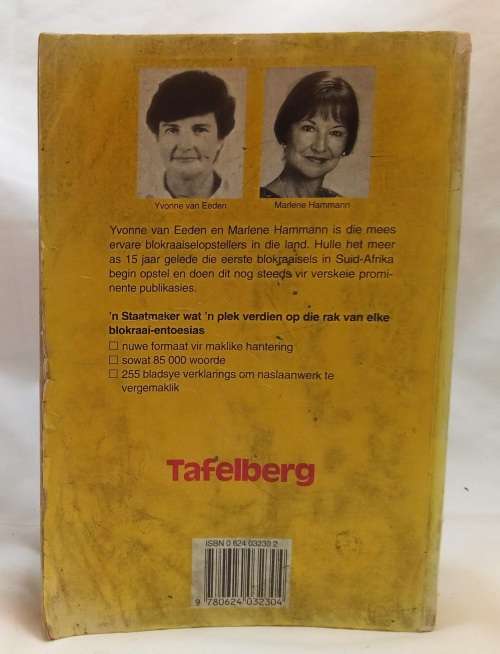 Yvonne van Eeden
Marlene Hammann
Yvonne van Eeden en Marlene Hammann is die mees
ervare blokraaiselopstellers in die land. Hulle het meer
as 15 jaar gelede die eerste blokraaisels in Suid-Afrika
begin opstel en doen dit nog steeds vir verskeie promi-
nente publikasies.
'n Staatmaker wat 'n plek verdien op die rak van elke
blokraai-entoesias
□ nuwe formaat vir maklike hantering
□ sowat 85 000 woorde
□ 255 bladsye verklarings om naslaanwerk te
vergemaklik
Tafelberg
ISBN 0 624 03230 2
9 780624 032304